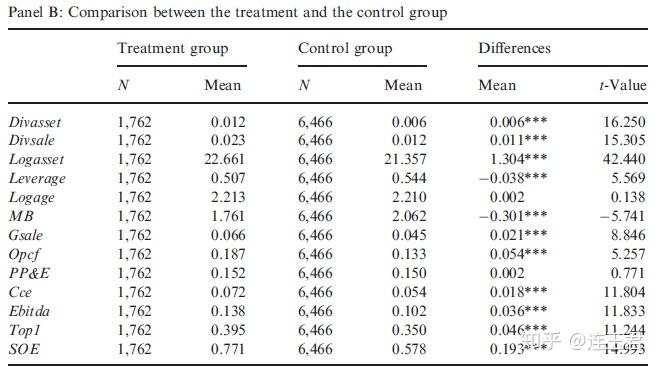 Panel B: Comparison between the treatment and the control group
Treatment group Control group Differences
N Mean N Mean Mean t-Value
Divasset 1,762 0.012 6,466 0.006 0.006*** 16.250
Divsale 1,762 0.023 6,466 0.012 0.011*** 15.305
Logasset 1,762 22.661 6,466 21.357 1.304*** 42.440
Leverage 1,762 0.507 6,466 0.544 −0.038*** 5.569
Logage 1,762 2.213 6,466 2.210 0.002 0.138
MB 1,762 1.761 6,466 2.062 −0.301*** −5.741
Gsale 1,762 0.066 6,466 0.045 0.021*** 8.846
Opcf 1,762 0.187 6,466 0.133 0.054*** 5.257
PP&E 1,762 0.152 6,466 0.150 0.002 0.771
Cce 1,762 0.072 6,466 0.054 0.018*** 11.804
Ebitda 1,762 0.138 6,466 0.102 0.036*** 11.833
Top1 1,762 0.395 6,466 0.350 0.046*** 11.244
SOE 1,762 0.771 6,466 0.578 0.193*** 14.993
知乎 @连玉君